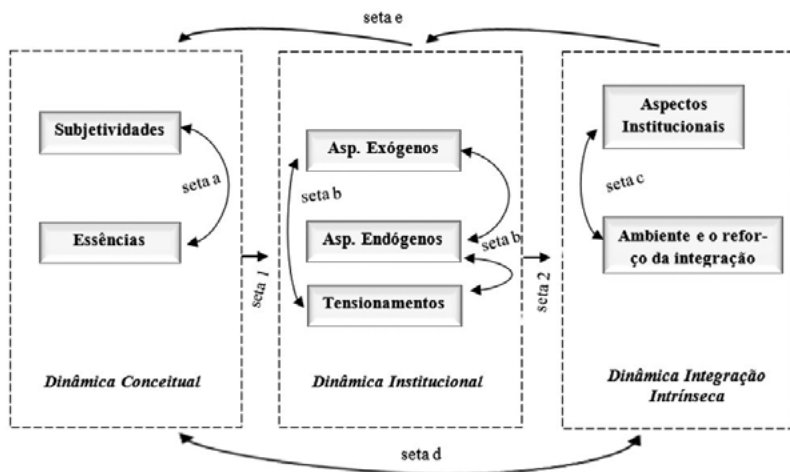 seta e
Subjetividades
seta a
Essências
seta 1
Dinâmica Conceitual
Asp. Exógenos
seta b
Asp. Endógenos
seta b
Tensionamentos
seta 2
Dinâmica Institucional
Aspectos
Institucionais
seta c
Ambiente e o refor-
ço da integração
Dinâmica Integração
Intrínseca
seta d